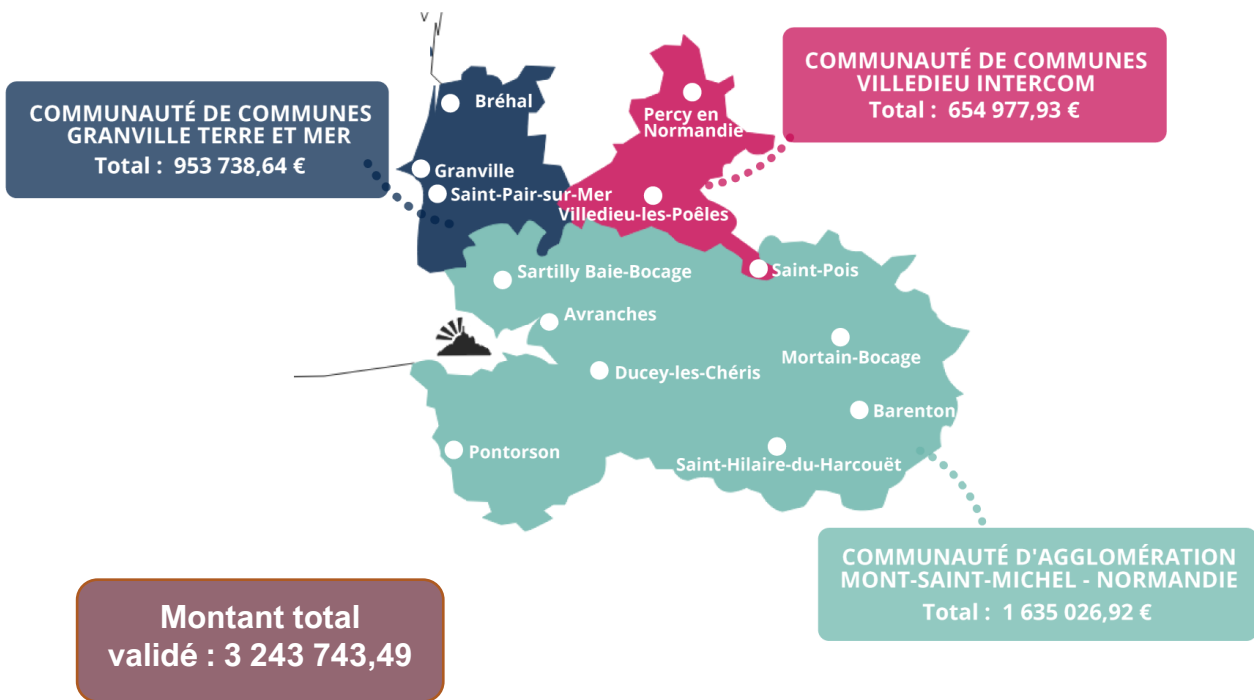 COMMUNAUTÉ DE COMMUNES
GRANVILLE TERRE ET MER
Total : 953 738,64 €
COMMUNAUTÉ DE COMMUNES
VILLEDIEU INTERCOM
Total : 654 977,93 €
Bréhal
Granville
Saint-Pair-sur-Mer
Percy en
Normandie
Villedieu-les-Poêles
Sartilly Baie-Bocage
Saint-Pois
Avranches
Mortain-Bocage
Ducey-les-Chéris
Barenton
Pontorson
Saint-Hilaire-du-Harcouët
COMMUNAUTÉ D'AGGLOMÉRATION
MONT-SAINT-MICHEL - NORMANDIE
Total : 1 635 026,92 €
Montant total
validé : 3 243 743,49